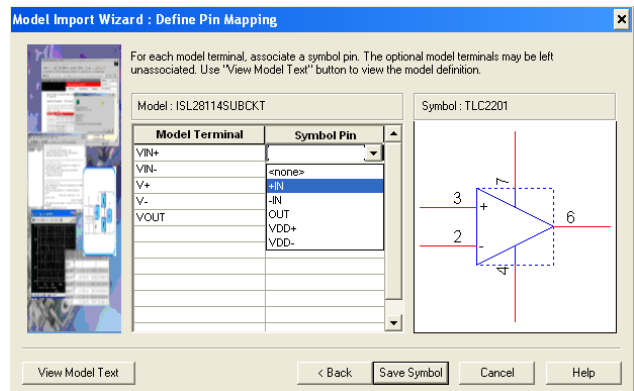 Model Import Wizard : Define Pin Mapping
For each model terminal, associate a symbol pin. The optional model terminals may be left
unassociated. Use "View Model Text" button to view the model definition.
Model : ISL28114SUBCKT
Symbol : TLC2201
Model Terminal Symbol Pin
VIN+
VIN- <none>
V+ +IN
V- -IN
VOUT OUT
VDD+
VDD-
7
3 +
6
2 -
4
View Model Text < Back Save Symbol Cancel Help